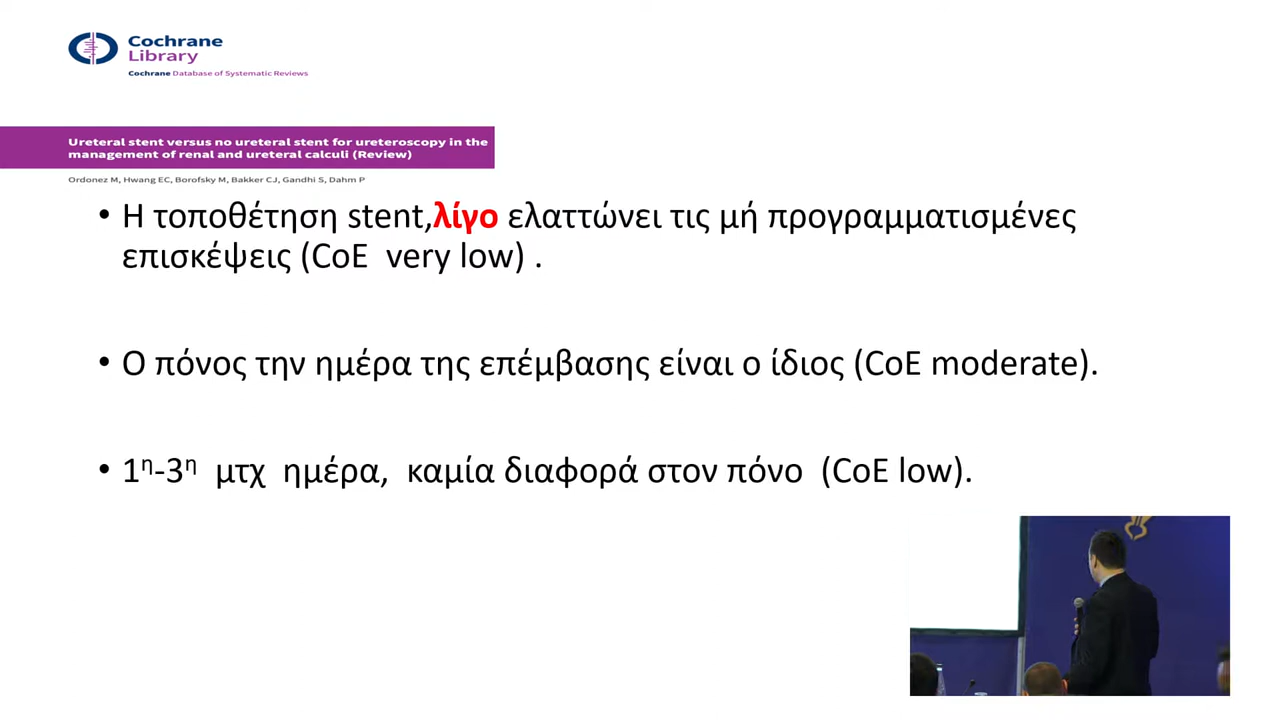 Cochrane
Library
Cochrane Database of Systematic Reviews
Ureteral stent versus no ureteral stent for ureteroscopy in the
management of renal and ureteral calculi (Review)
Ordonez M, Hwang EC, Borofsky M, Bakker CJ, Gandhi S, Dahm P
• Η τοποθέτηση stent,λίγο ελαττώνει τις μή προγραμματισμένες
επισκέψεις (CoE very low) .
• Ο πόνος την ημέρα της επέμβασης είναι ο ίδιος (CoE moderate).
• 1η-3η μτχ ημέρα, καμία διαφορά στον πόνο (CoE low).